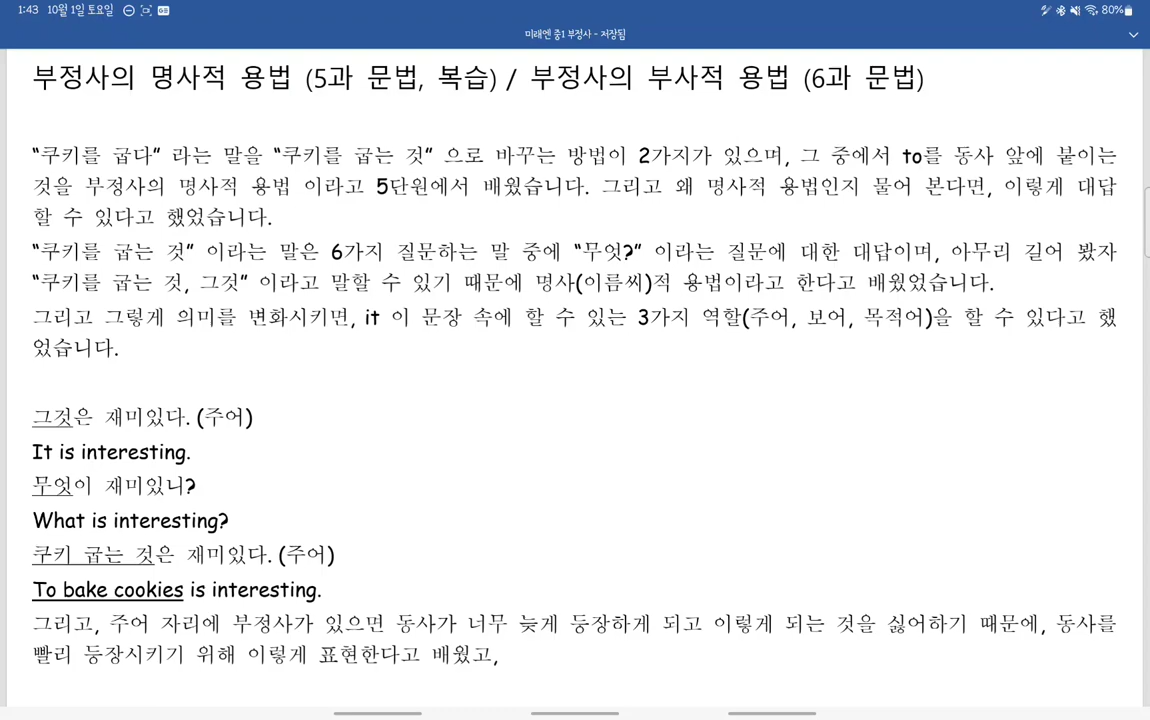 1:43 10월 1일 토요일
80%
미래엔 중1 부정사 - 저장됨
부정사의 명사적 용법 (5과 문법, 복습) / 부정사의 부사적 용법 (6과 문법)
“쿠키를 굽다” 라는 말을 “쿠키를 굽는 것” 으로 바꾸는 방법이 2가지가 있으며, 그 중에서 to를 동사 앞에 붙이는
것을 부정사의 명사적 용법 이라고 5단원에서 배웠습니다. 그리고 왜 명사적 용법인지 물어 본다면, 이렇게 대답
할 수 있다고 했었습니다.
“쿠키를 굽는 것” 이라는 말은 6가지 질문하는 말 중에 “무엇?” 이라는 질문에 대한 대답이며, 아무리 길어 봤자
“쿠키를 굽는 것, 그것” 이라고 말할 수 있기 때문에 명사(이름씨)적 용법이라고 한다고 배웠었습니다.
그리고 그렇게 의미를 변화시키면, it 이 문장 속에 할 수 있는 3가지 역할(주어, 보어, 목적어)을 할 수 있다고 했
었습니다.
그것은 재미있다. (주어)
It is interesting.
무엇이 재미있니?
What is interesting?
쿠키 굽는 것은 재미있다. (주어)
To bake cookies is interesting.
그리고, 주어 자리에 부정사가 있으면 동사가 너무 늦게 등장하게 되고 이렇게 되는 것을 싫어하기 때문에, 동사를
빨리 등장시키기 위해 이렇게 표현한다고 배웠고,